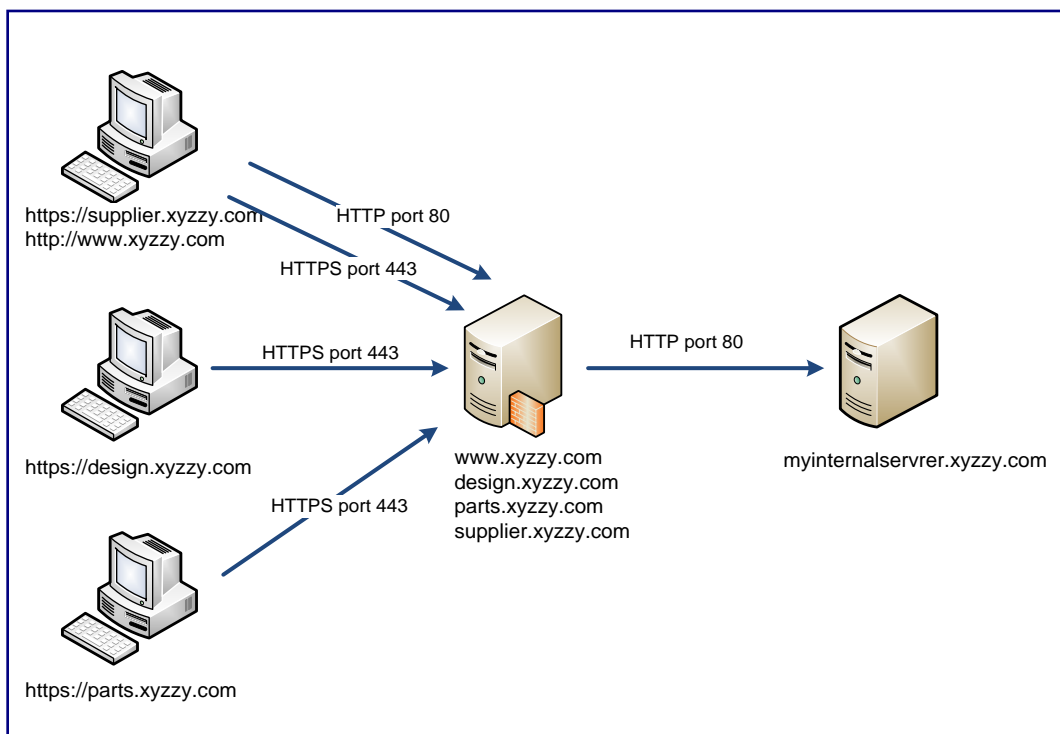 https://supplier.xyzzy.com
http://www.xyzzy.com
HTTP port 80
HTTPS port 443
HTTPS port 443
HTTP port 80
https://design.xyzzy.com
www.xyzzy.com
design.xyzzy.com
parts.xyzzy.com
supplier.xyzzy.com
myinternalservrer.xyzzy.com
HTTPS port 443
https://parts.xyzzy.com